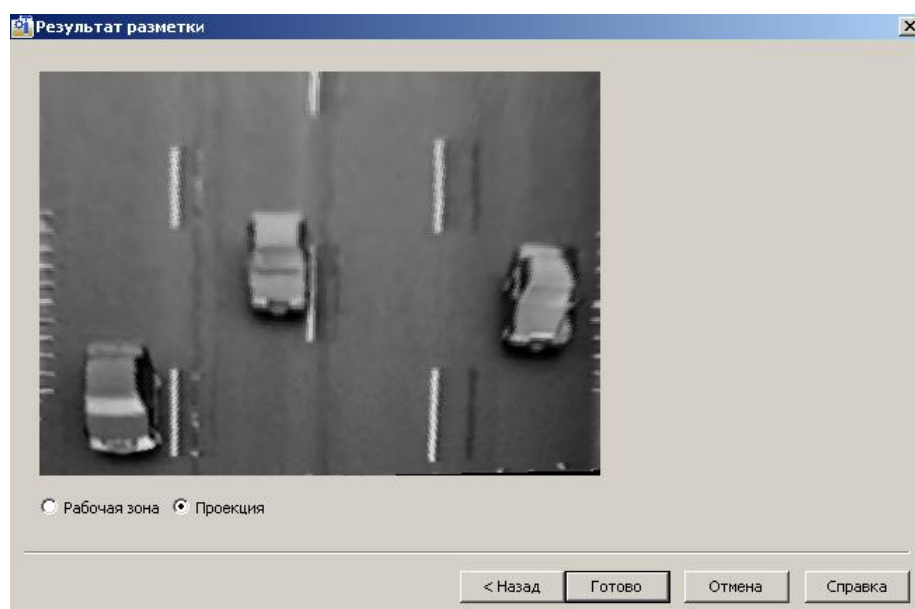 Результат разметки
Рабочая зона Проекция
< Назад Готово Отмена Справка